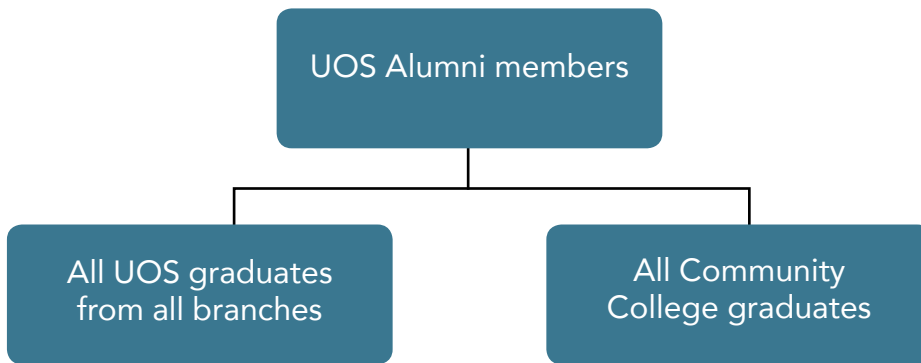 UOS Alumni members
All UOS graduates
from all branches
All Community
College graduates